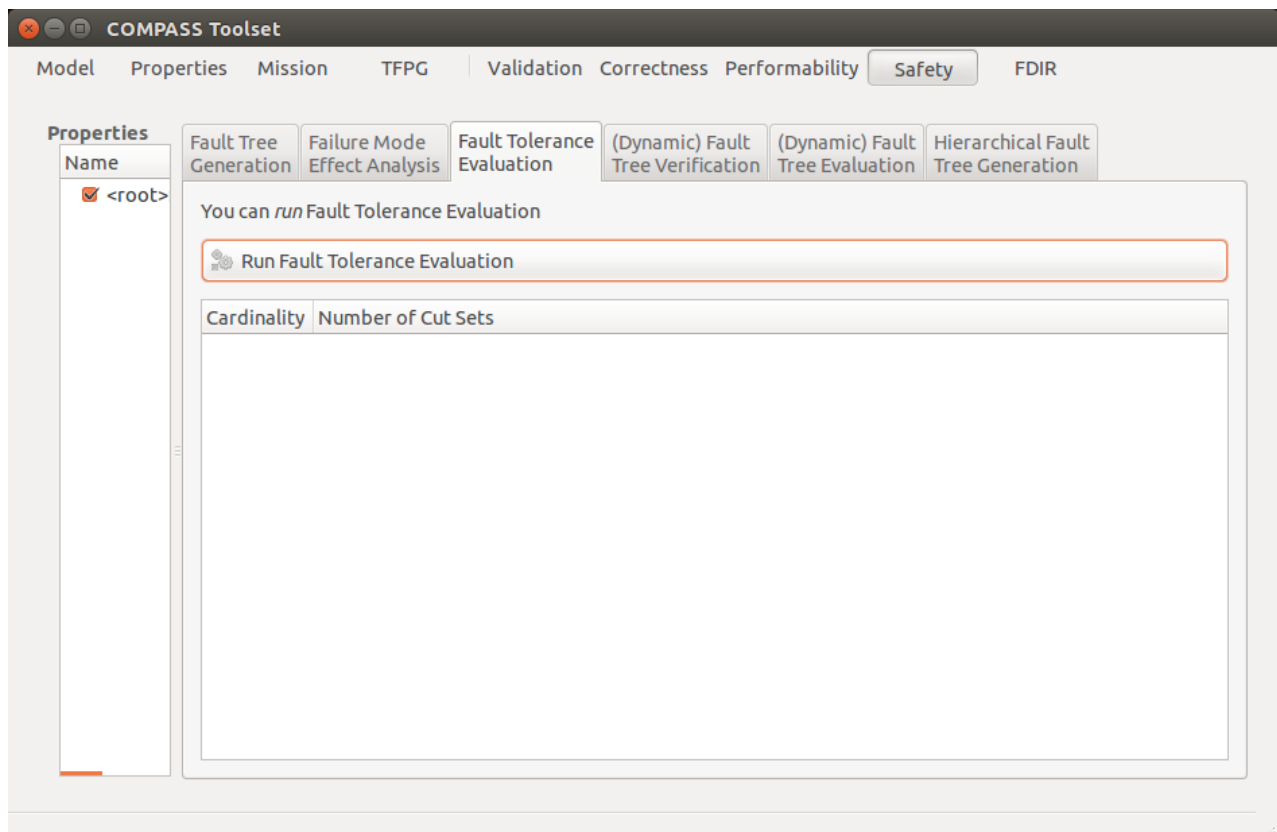 COMPASS Toolset
Model Properties Mission TFPG Validation Correctness Performability Safety FDIR
Properties
Name
<root>
Fault Tree
Generation
Failure Mode
Effect Analysis
Fault Tolerance
Evaluation
(Dynamic) Fault
Tree Verification
(Dynamic) Fault
Tree Evaluation
Hierarchical Fault
Tree Generation
You can run Fault Tolerance Evaluation
Run Fault Tolerance Evaluation
Cardinality Number of Cut Sets